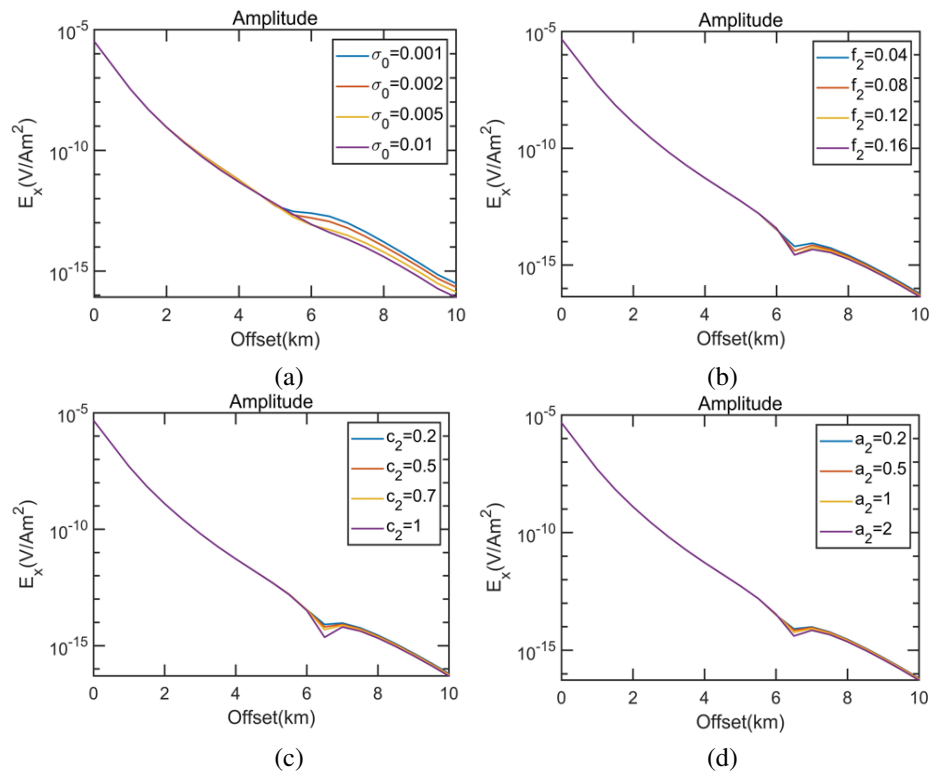 Amplitude
10^-5
10^-10
10^-15
E_x(V/Am^2)
σ_0=0.001
σ_0=0.002
σ_0=0.005
σ_0=0.01
0 2 4 6 8 10
Offset(km)
(a)
Amplitude
10^-5
10^-10
10^-15
E_x(V/Am^2)
f_2=0.04
f_2=0.08
f_2=0.12
f_2=0.16
0 2 4 6 8 10
Offset(km)
(b)
Amplitude
10^-5
10^-10
10^-15
E_x(V/Am^2)
c_2=0.2
c_2=0.5
c_2=0.7
c_2=1
0 2 4 6 8 10
Offset(km)
(c)
Amplitude
10^-5
10^-10
10^-15
E_x(V/Am^2)
a_2=0.2
a_2=0.5
a_2=1
a_2=2
0 2 4 6 8 10
Offset(km)
(d)